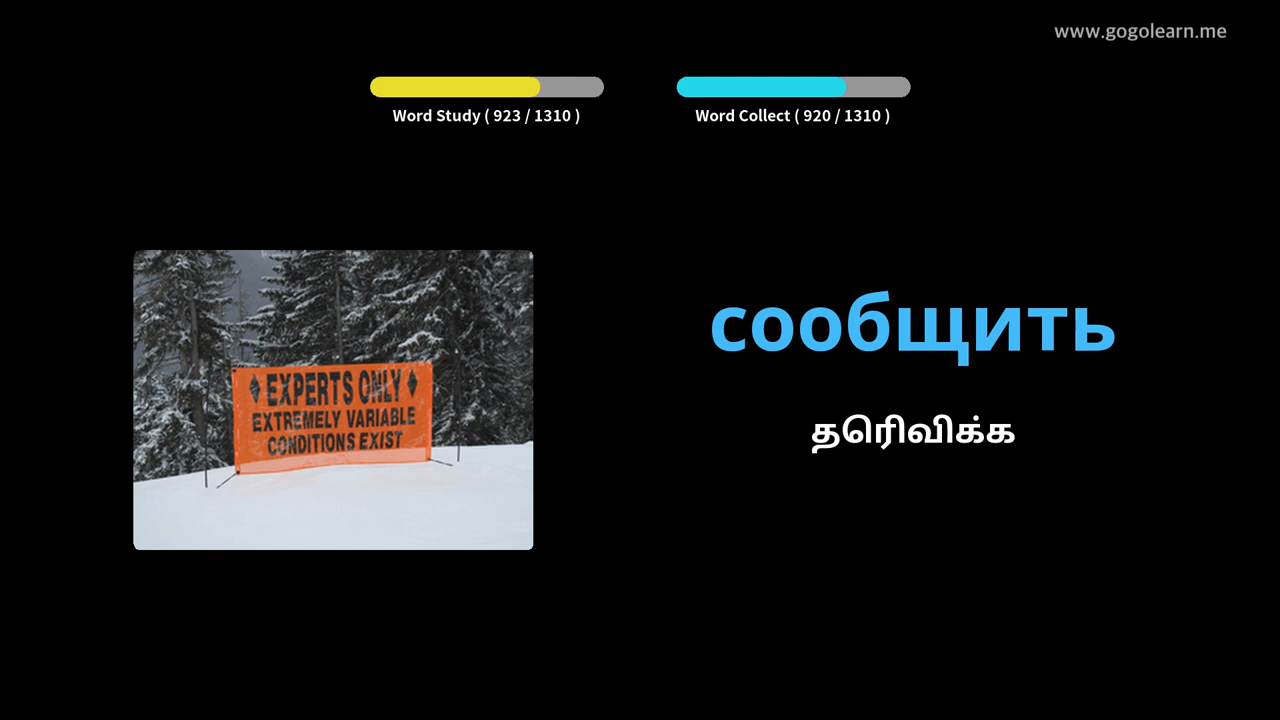 www.gogolearn.me
Word Study ( 923 / 1310 )
Word Collect ( 920 / 1310 )
EXPERTS ONLY
EXTREMELY VARIABLE
CONDITIONS EXIST
сообщить
தெரிவிக்க